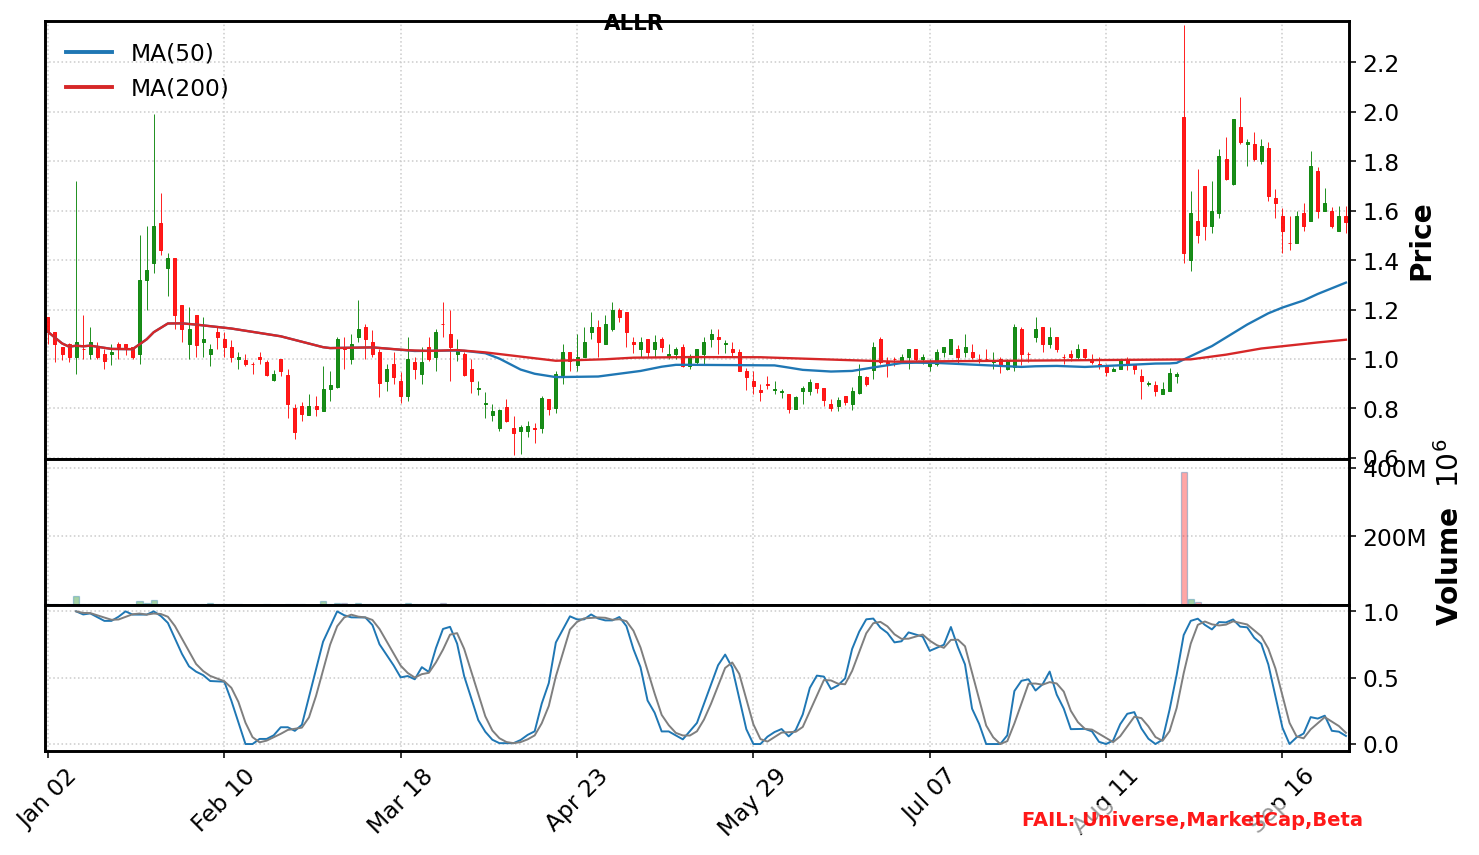 ALLR
MA(50)
MA(200)
2.2
2.0
1.8
1.6
1.4
1.2
1.0
0.8
0.6
Price
400M
200M
Volume 10⁶
1.0
0.5
0.0
Jan 02
Feb 10
Mar 18
Apr 23
May 29
Jul 07
Aug 11
Sep 16
FAIL: Universe,MarketCap,Beta